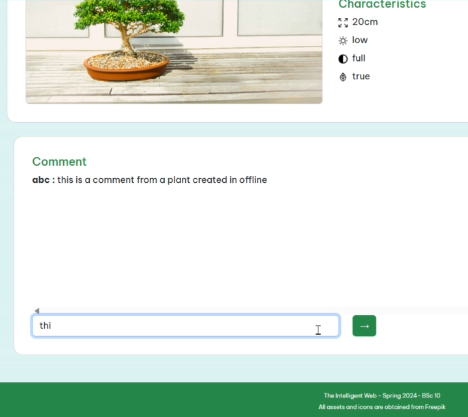 Characteristics
20cm
low
full
true
Comment
abc : this is a comment from a plant created in offline
thi
The Intelligent Web - Spring 2024 - BSc 10
All assets and icons are obtained from Freepik